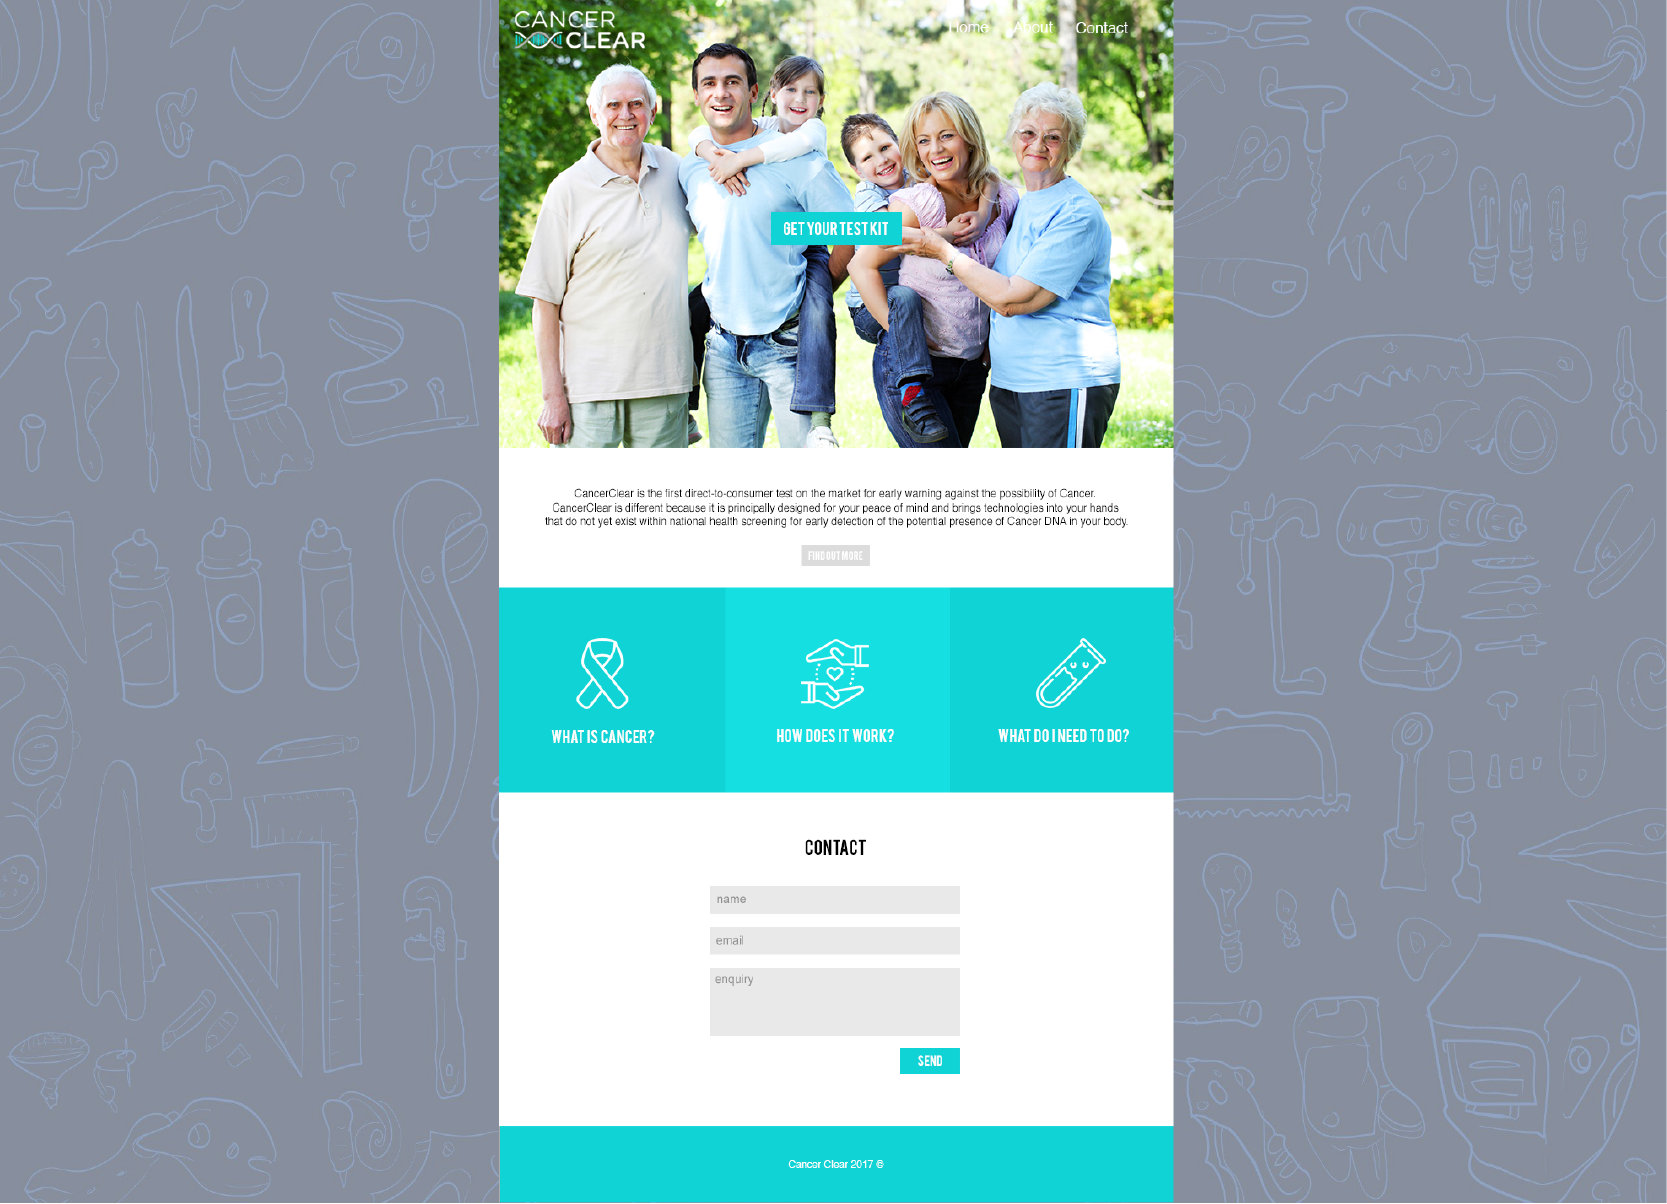 CANCER
CLEAR
Home About Contact
GET YOUR TEST KIT
CancerClear is the first direct-to-consumer test on the market for early warning against the possibility of Cancer.
CancerClear is different because it is principally designed for your peace of mind and brings technologies into your hands
that do not yet exist within national health screening for early detection of the potential presence of Cancer DNA in your body.
FIND OUT MORE
WHAT IS CANCER?
HOW DOES IT WORK?
WHAT DO I NEED TO DO?
CONTACT
name
email
enquiry
SEND
Cancer Clear 2017 ©